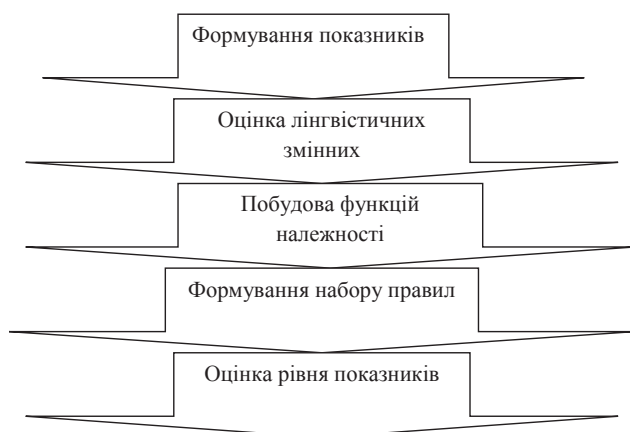 Формування показників
Оцінка лінгвістичних
змінних
Побудова функцій
належності
Формування набору правил
Оцінка рівня показників